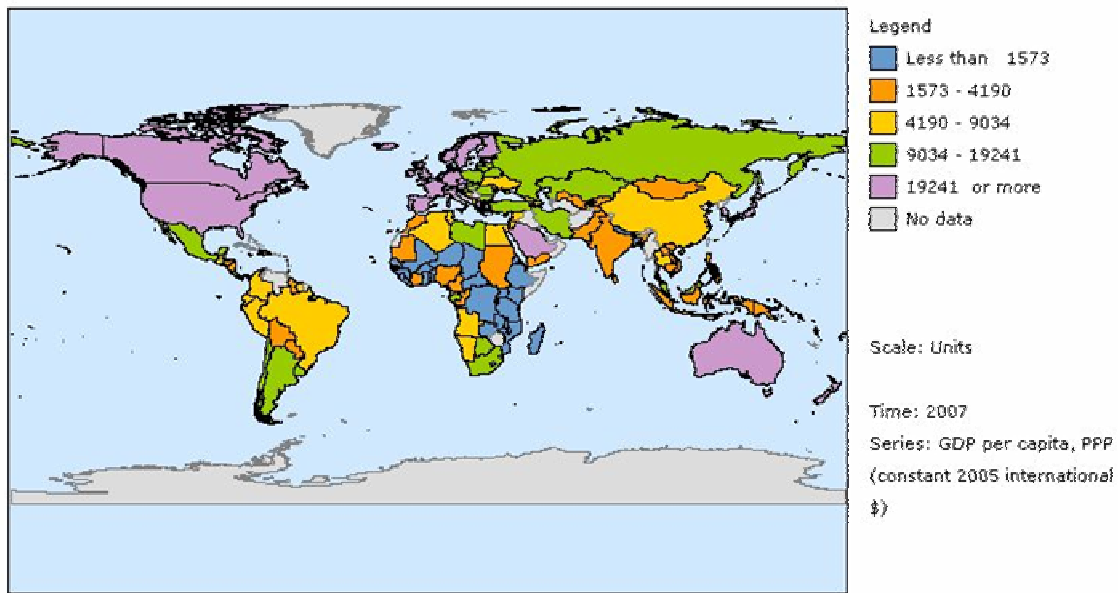 Legend
Less than 1573
1573 - 4190
4190 - 9034
9034 - 19241
19241 or more
No data
Scale: Units
Time: 2007
Series: GDP per capita, PPP
(constant 2005 international
$)